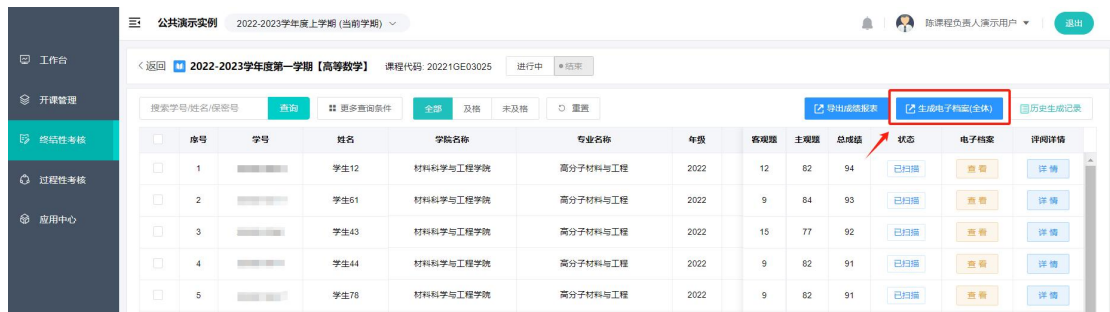 公共演示实例 2022-2023学年度上学期 (当前学期) 陈课程负责人演示用户 退出
工作台
开课管理
终结性考核
过程性考核
应用中心
返回 2022-2023学年度第一学期【高等数学】 课程代码: 20221GE03025 进行中 结束
搜索学号/姓名/保密号 查询 更多查询条件 全部 及格 未及格 重置 导出成绩报表 生成电子档案(全体) 历史生成记录
序号 学号 姓名 学院名称 专业名称 年级 客观题 主观题 总成绩 状态 电子档案 评阅详情
1 学生12 材料科学与工程学院 高分子材料与工程 2022 12 82 94 已扫描 查看 详情
2 学生61 材料科学与工程学院 高分子材料与工程 2022 9 84 93 已扫描 查看 详情
3 学生43 材料科学与工程学院 高分子材料与工程 2022 15 77 92 已扫描 查看 详情
4 学生44 材料科学与工程学院 高分子材料与工程 2022 9 82 91 已扫描 查看 详情
5 学生78 材料科学与工程学院 高分子材料与工程 2022 9 82 91 已扫描 查看 详情